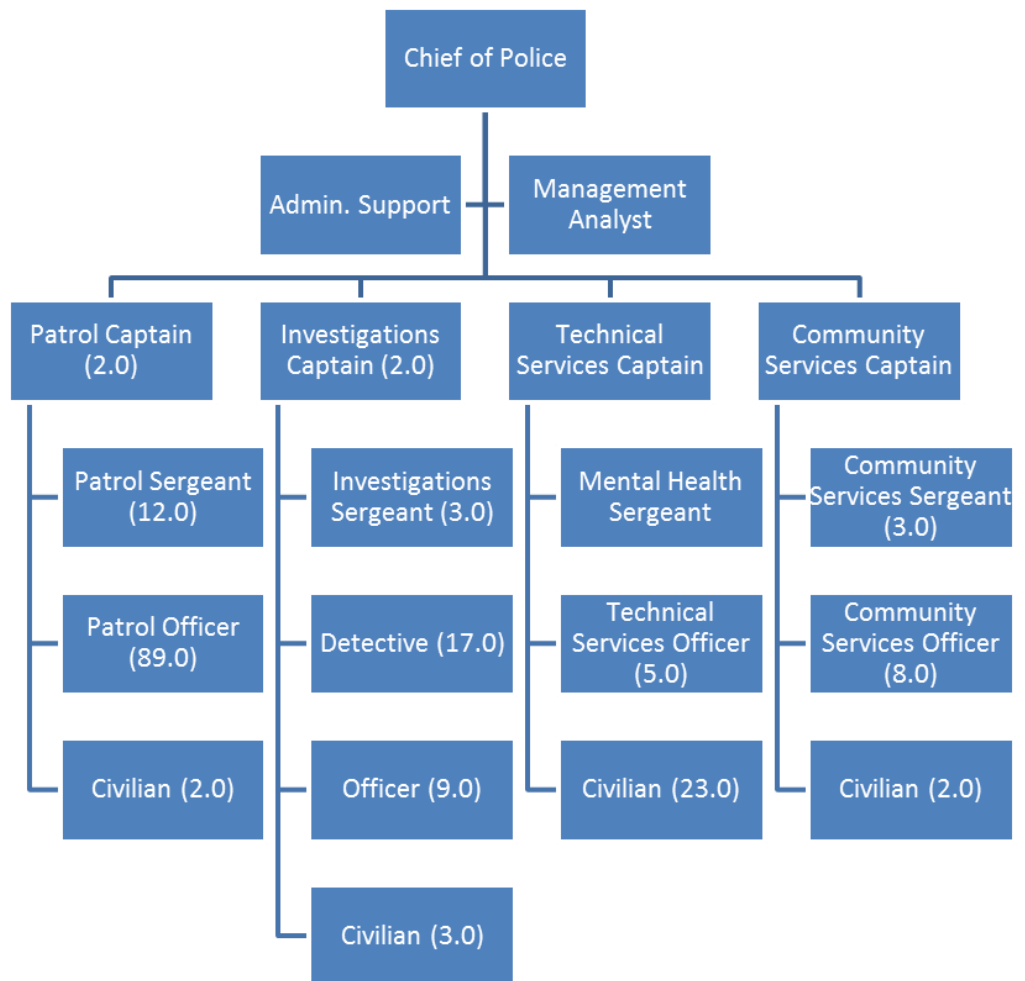 Chief of Police
Admin. Support
Management
Analyst
Patrol Captain
(2.0)
Investigations
Captain (2.0)
Technical
Services Captain
Community
Services Captain
Patrol Sergeant
(12.0)
Patrol Officer
(89.0)
Civilian (2.0)
Investigations
Sergeant (3.0)
Detective (17.0)
Officer (9.0)
Civilian (3.0)
Mental Health
Sergeant
Technical
Services Officer
(5.0)
Civilian (23.0)
Community
Services Sergeant
(3.0)
Community
Services Officer
(8.0)
Civilian (2.0)